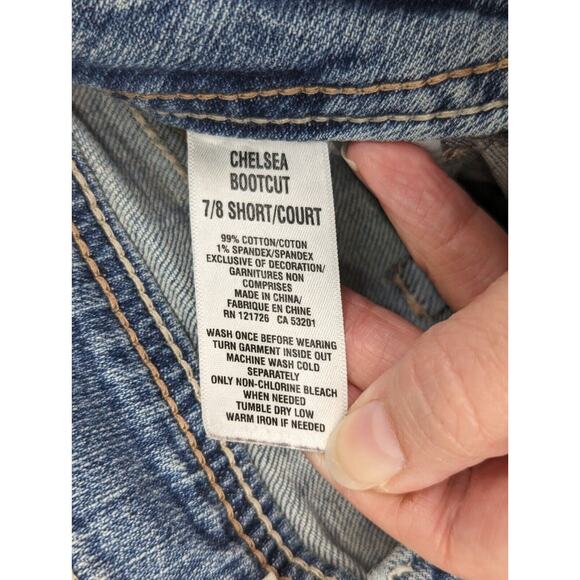 CHELSEA
BOOTCUT
7/8 SHORT/COURT
99% COTTON/COTON
1% SPANDEX/SPANDEX
EXCLUSIVE OF DECORATION/
GARNITURES NON
COMPRISES
MADE IN CHINA/
FABRIQUE EN CHINE
RN 121726 CA 53201
WASH ONCE BEFORE WEARING
TURN GARMENT INSIDE OUT
MACHINE WASH COLD
SEPARATELY
ONLY NON-CHLORINE BLEACH
WHEN NEEDED
TUMBLE DRY LOW
WARM IRON IF NEEDED